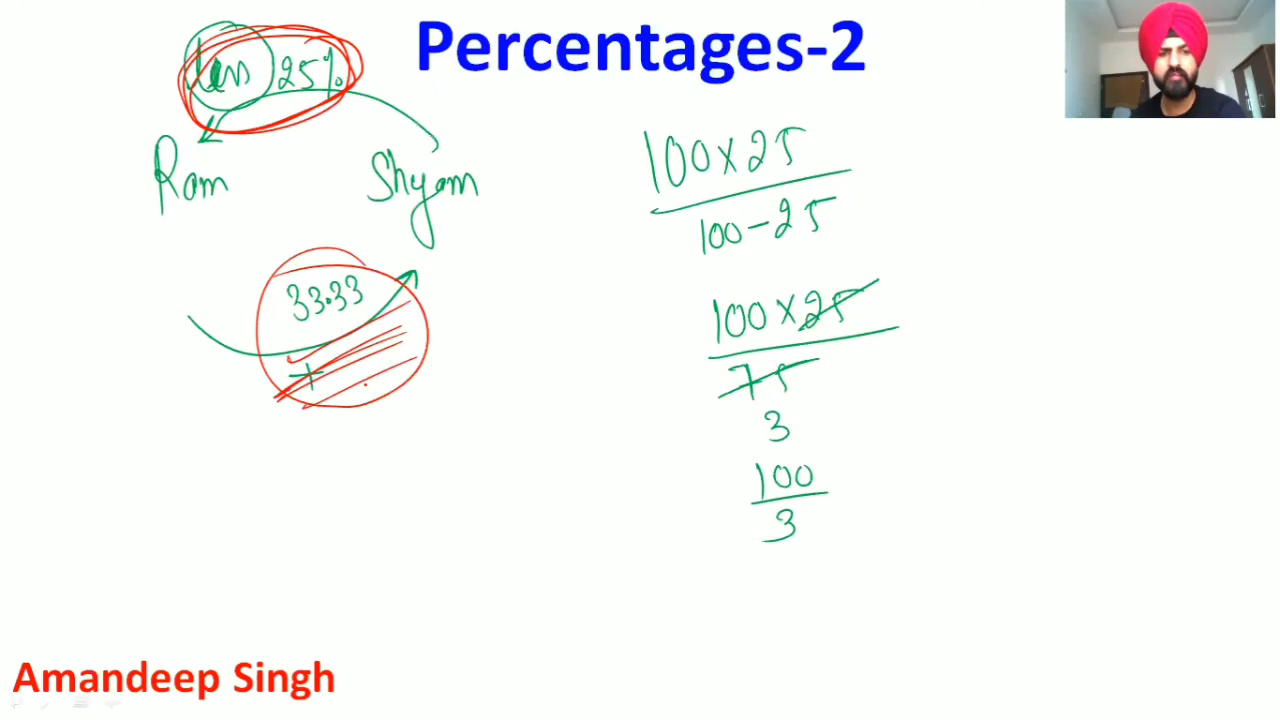 Percentages-2
less 25%
Ram Shyam
33.33
+
100×25
100-25
100×25
75
3
100
3
Amandeep Singh